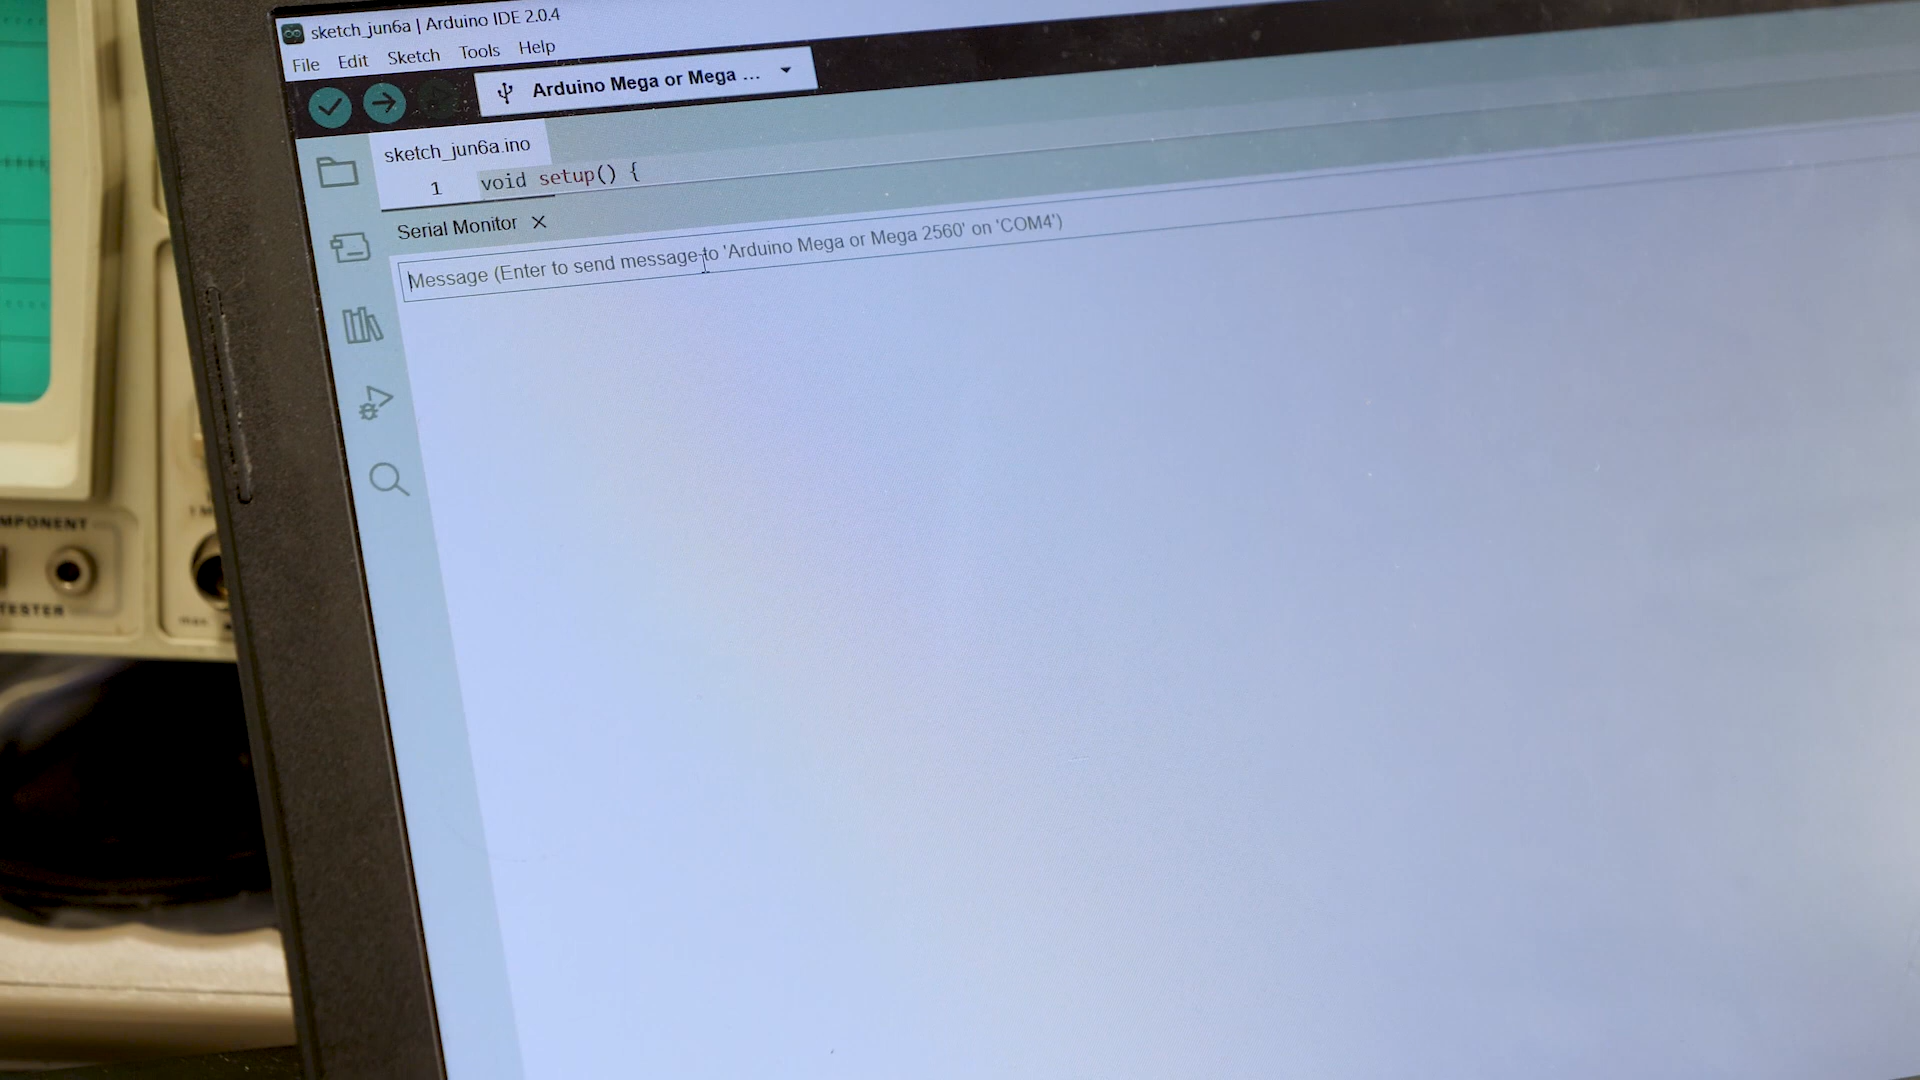 sketch_jun6a | Arduino IDE 2.0.4
File Edit Sketch Tools Help
Arduino Mega or Mega ...
sketch_jun6a.ino
1 void setup() {
Serial Monitor
Message (Enter to send message to 'Arduino Mega or Mega 2560' on 'COM4')
MPONENT
TESTER
max